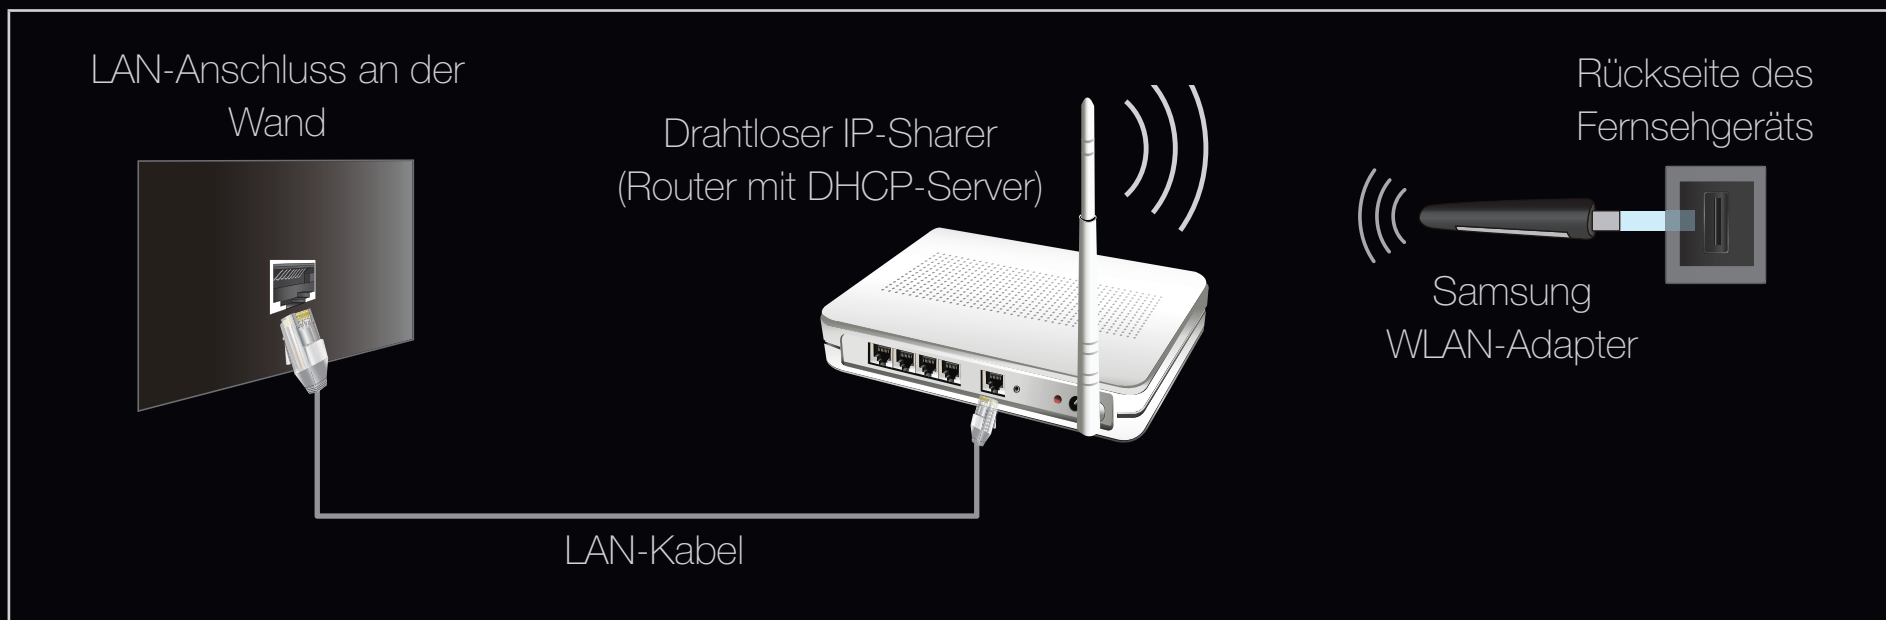 LAN-Anschluss an der
Wand
Drahtloser IP-Sharer
(Router mit DHCP-Server)
Rückseite des
Fernsehgeräts
Samsung
WLAN-Adapter
LAN-Kabel